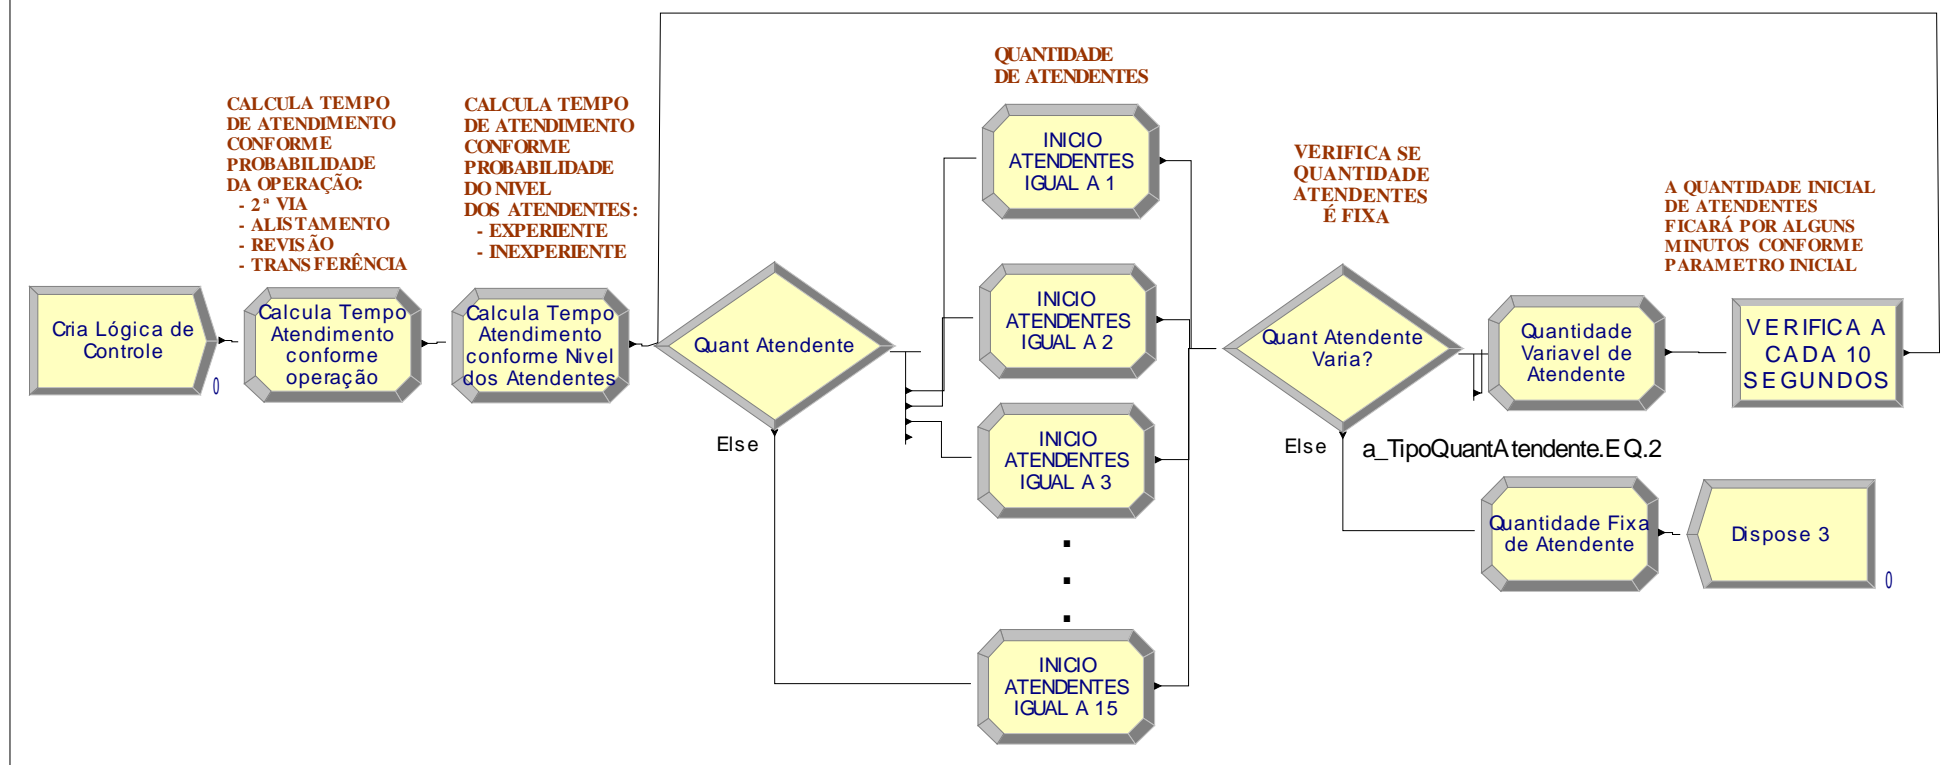 QUANTIDADE
DE ATENDENTES
CALCULA TEMPO
DE ATENDIMENTO
CONFORME
PROBABILIDADE
DA OPERAÇÃO:
- 2ª VIA
- ALISTAMENTO
- REVISÃO
- TRANSFERÊNCIA
CALCULA TEMPO
DE ATENDIMENTO
CONFORME
PROBABILIDADE
DO NIVEL
DOS ATENDENTES:
- EXPERIENTE
- INEXPERIENTE
VERIFICA SE
QUANTIDADE
ATENDENTES
É FIXA
A QUANTIDADE INICIAL
DE ATENDENTES
FICARÁ POR ALGUNS
MINUTOS CONFORME
PARAMETRO INICIAL
Cria Lógica de
Controle
0
Calcula Tempo
Atendimento
conforme
operação
Calcula Tempo
Atendimento
conforme Nivel
dos Atendentes
Quant Atendente
Else
INICIO
ATENDENTES
IGUAL A 1
INICIO
ATENDENTES
IGUAL A 2
INICIO
ATENDENTES
IGUAL A 3
.
.
.
INICIO
ATENDENTES
IGUAL A 15
Quant Atendente
Varia?
Else
a_TipoQuantAtendente.EQ.2
Quantidade
Variavel de
Atendente
VERIFICA A
CADA 10
SEGUNDOS
Quantidade Fixa
de Atendente
Dispose 3
0